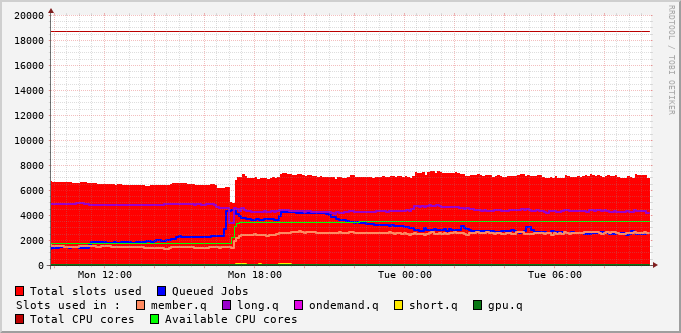 20000
18000
16000
14000
12000
10000
8000
6000
4000
2000
0
Mon 12:00 Mon 18:00 Tue 00:00 Tue 06:00
Total slots used Queued Jobs
Slots used in : member.q long.q ondemand.q short.q gpu.q
Total CPU cores Available CPU cores
RRDTOOL / TOBI OETIKER